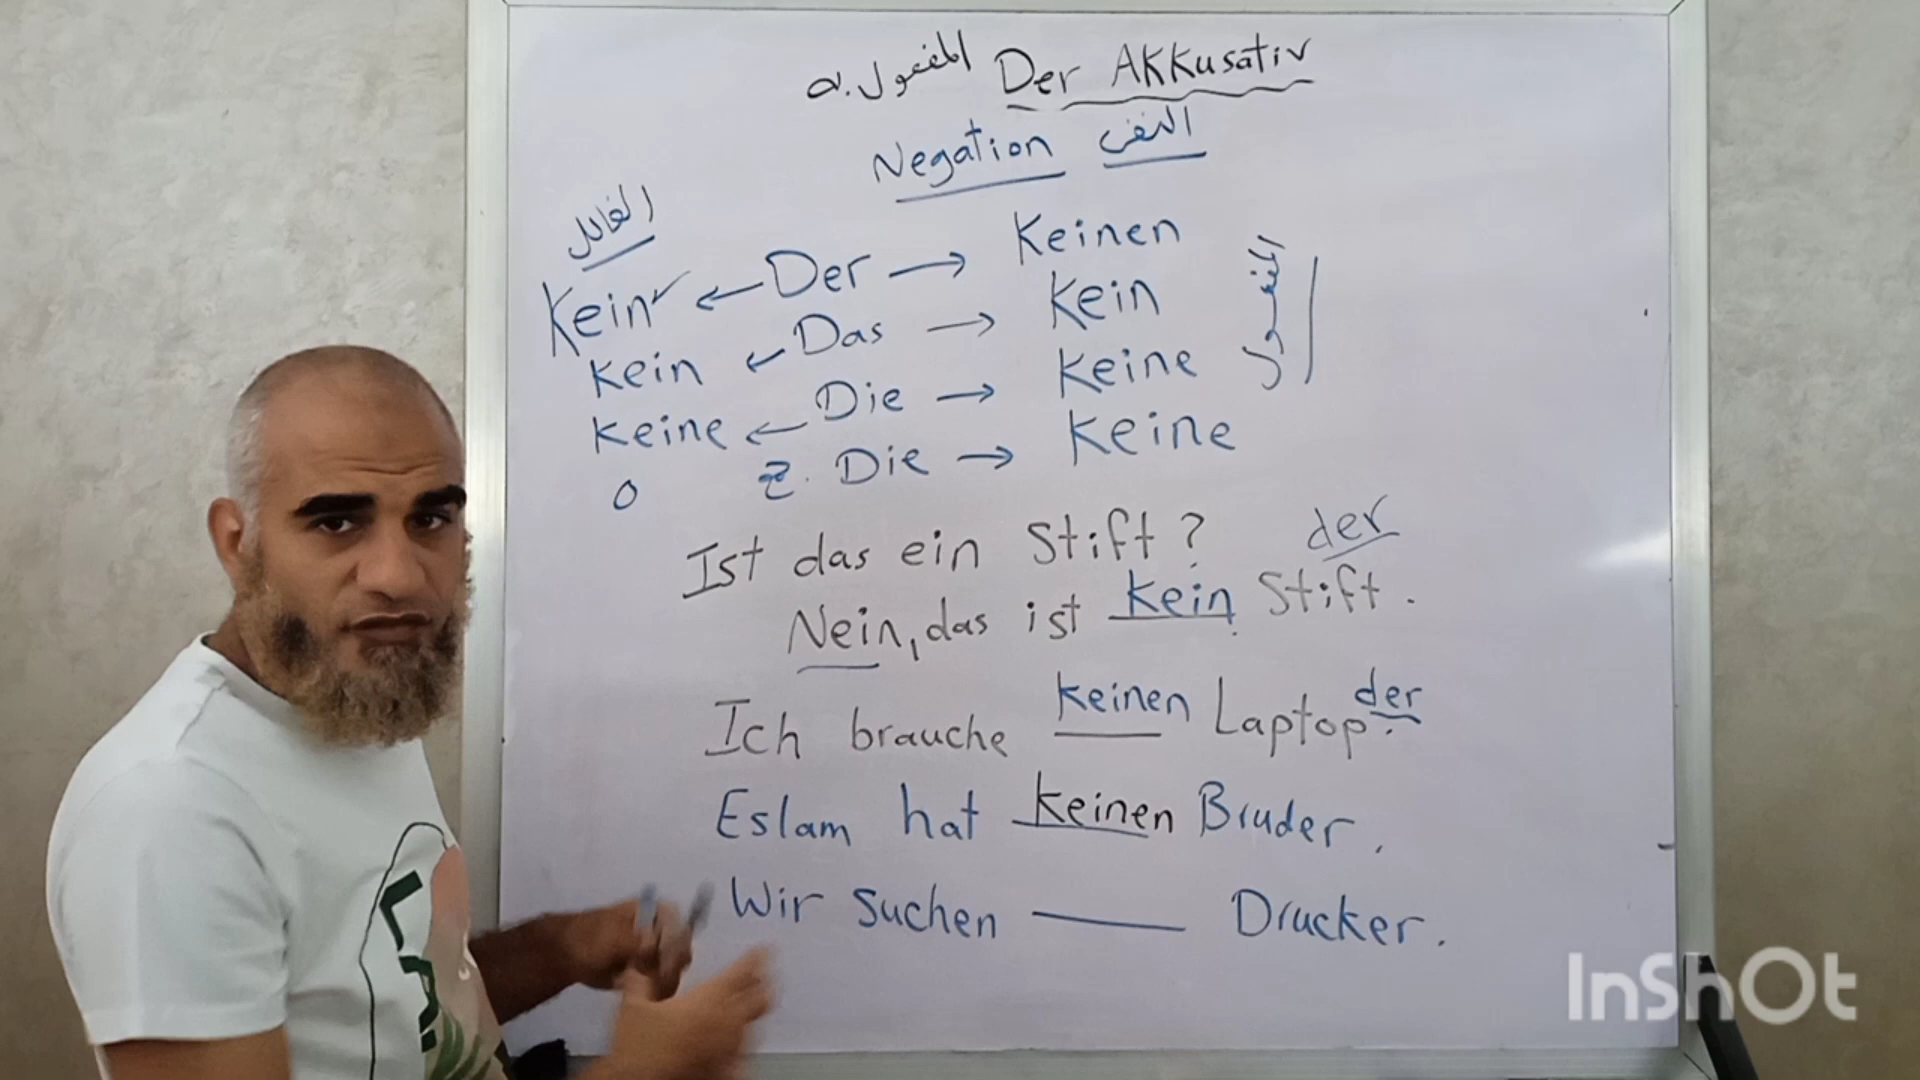 المفعول به Der AKKusativ
Negation النفى
الفاعل
Kein ← Der → Keinen
kein ← Das → Kein
keine ← Die → Keine
o z. Die → Keine
المفعول
Ist das ein Stift?
der
Nein, das ist kein Stift.
Ich brauche keinen Laptop.
der
Eslam hat keinen Bruder.
Wir suchen ___ Drucker.
InShOt